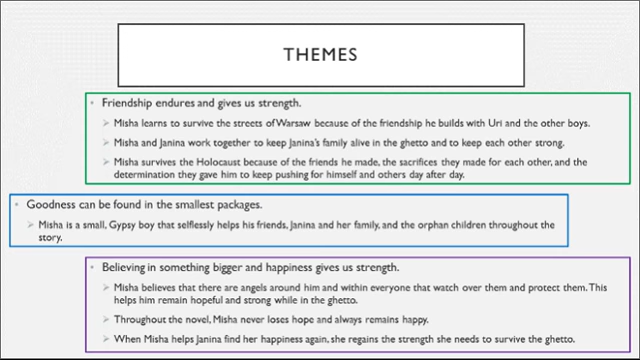 THEMES
• Friendship endures and gives us strength.
➢ Misha learns to survive the streets of Warsaw because of the friendship he builds with Uri and the other boys.
➢ Misha and Janina work together to keep Janina's family alive in the ghetto and to keep each other strong.
➢ Misha survives the Holocaust because of the friends he made, the sacrifices they made for each other, and the
determination they gave him to keep pushing for himself and others day after day.
• Goodness can be found in the smallest packages.
➢ Misha is a small, Gypsy boy that selflessly helps his friends, Janina and her family, and the orphan children throughout the
story.
• Believing in something bigger and happiness gives us strength.
➢ Misha believes that there are angels around him and within everyone that watch over them and protect them. This
helps him remain hopeful and strong while in the ghetto.
➢ Throughout the novel, Misha never loses hope and always remains happy.
➢ When Misha helps Janina find her happiness again, she regains the strength she needs to survive the ghetto.